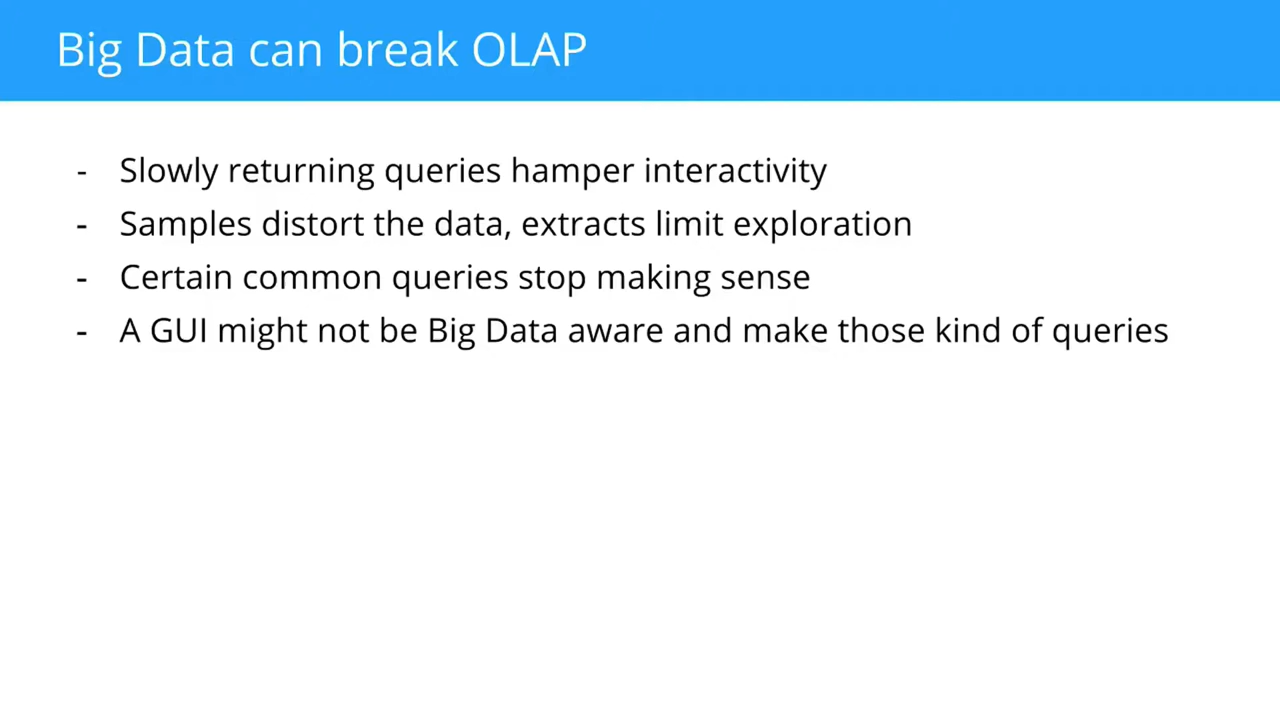 Big Data can break OLAP
- Slowly returning queries hamper interactivity
- Samples distort the data, extracts limit exploration
- Certain common queries stop making sense
- A GUI might not be Big Data aware and make those kind of queries